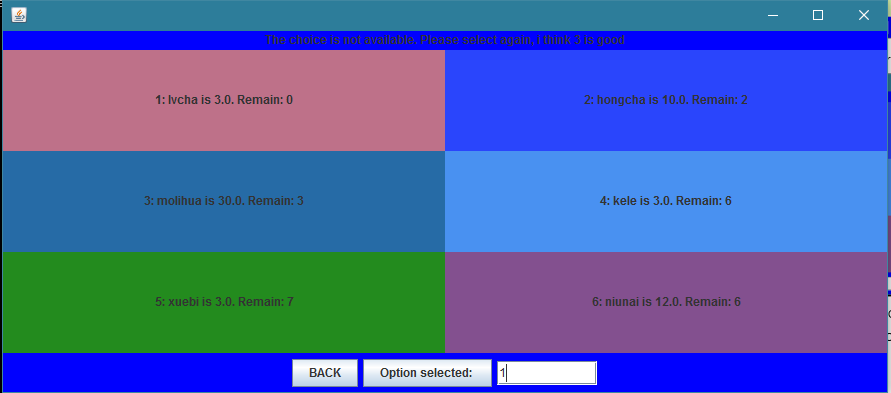 The choice is not available. Please select again, i think 3 is good
1: lvcha is 3.0. Remain: 0
2: hongcha is 10.0. Remain: 2
3: molihua is 30.0. Remain: 3
4: kele is 3.0. Remain: 6
5: xuebi is 3.0. Remain: 7
6: niunai is 12.0. Remain: 6
BACK
Option selected:
1